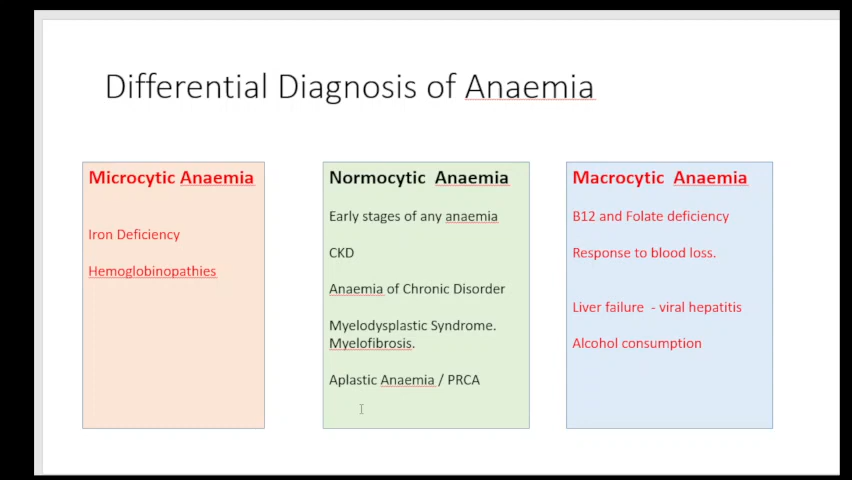 Differential Diagnosis of Anaemia
Microcytic Anaemia
Iron Deficiency
Hemoglobinopathies
Normocytic Anaemia
Early stages of any anaemia
CKD
Anaemia of Chronic Disorder
Myelodysplastic Syndrome.
Myelofibrosis.
Aplastic Anaemia / PRCA
Macrocytic Anaemia
B12 and Folate deficiency
Response to blood loss.
Liver failure - viral hepatitis
Alcohol consumption